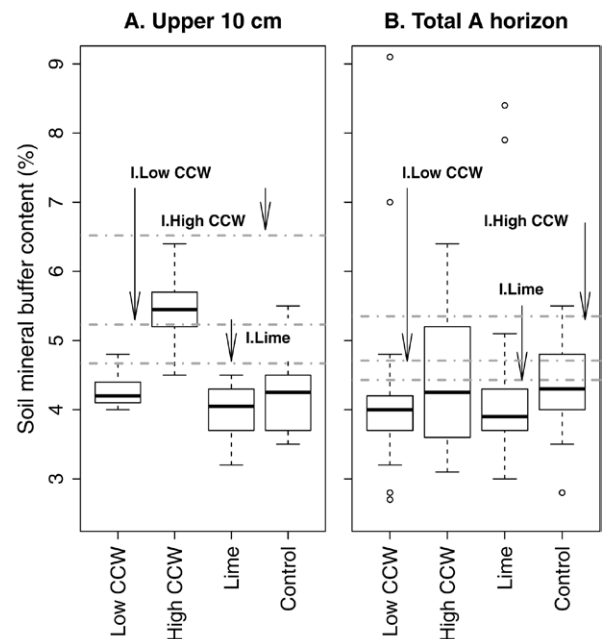 A. Upper 10 cm
B. Total A horizon
Soil mineral buffer content (%)
9
8
7
6
5
4
3
I.Low CCW
I.High CCW
I.Lime
I.Low CCW
I.High CCW
I.Lime
Low CCW
High CCW
Lime
Control
Low CCW
High CCW
Lime
Control